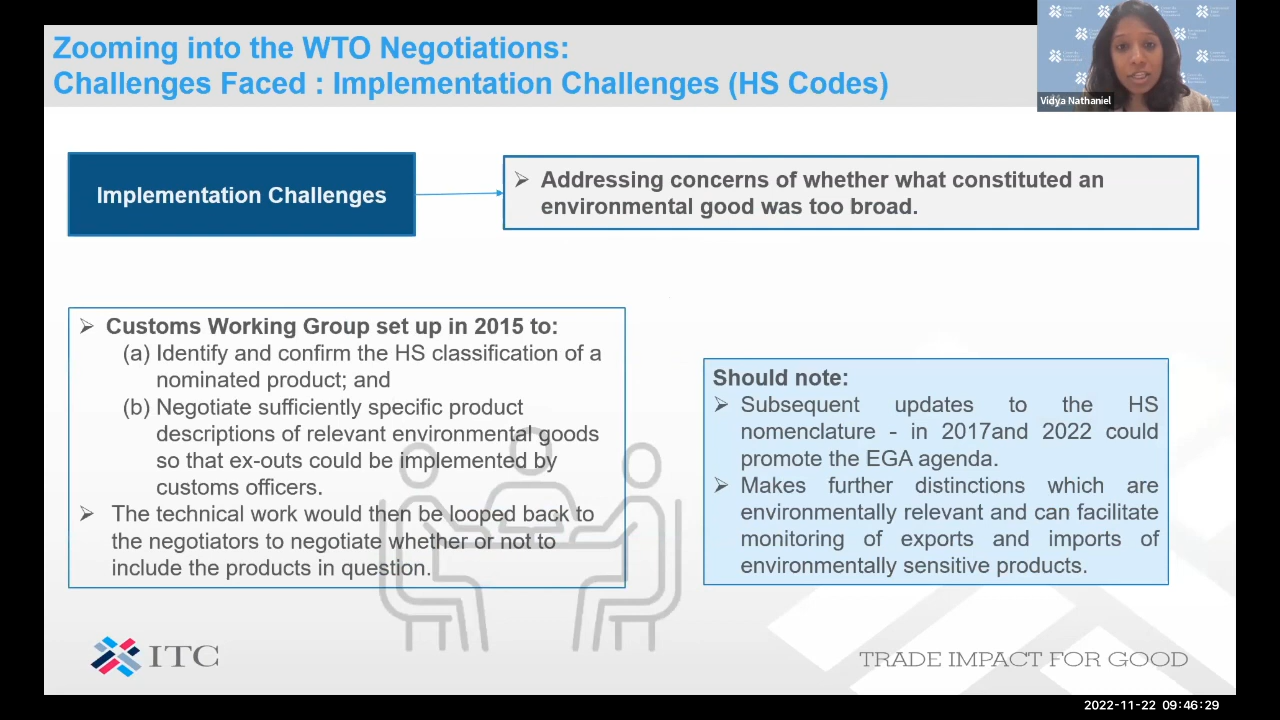 Zooming into the WTO Negotiations:
Challenges Faced : Implementation Challenges (HS Codes)
Vidya Nathaniel
Implementation Challenges
➢ Addressing concerns of whether what constituted an
environmental good was too broad.
➢ Customs Working Group set up in 2015 to:
(a) Identify and confirm the HS classification of a
nominated product; and
(b) Negotiate sufficiently specific product
descriptions of relevant environmental goods
so that ex-outs could be implemented by
customs officers.
➢ The technical work would then be looped back to
the negotiators to negotiate whether or not to
include the products in question.
Should note:
➢ Subsequent updates to the HS
nomenclature - in 2017and 2022 could
promote the EGA agenda.
➢ Makes further distinctions which are
environmentally relevant and can facilitate
monitoring of exports and imports of
environmentally sensitive products.
ITC
TRADE IMPACT FOR GOOD
2022-11-22 09:46:29